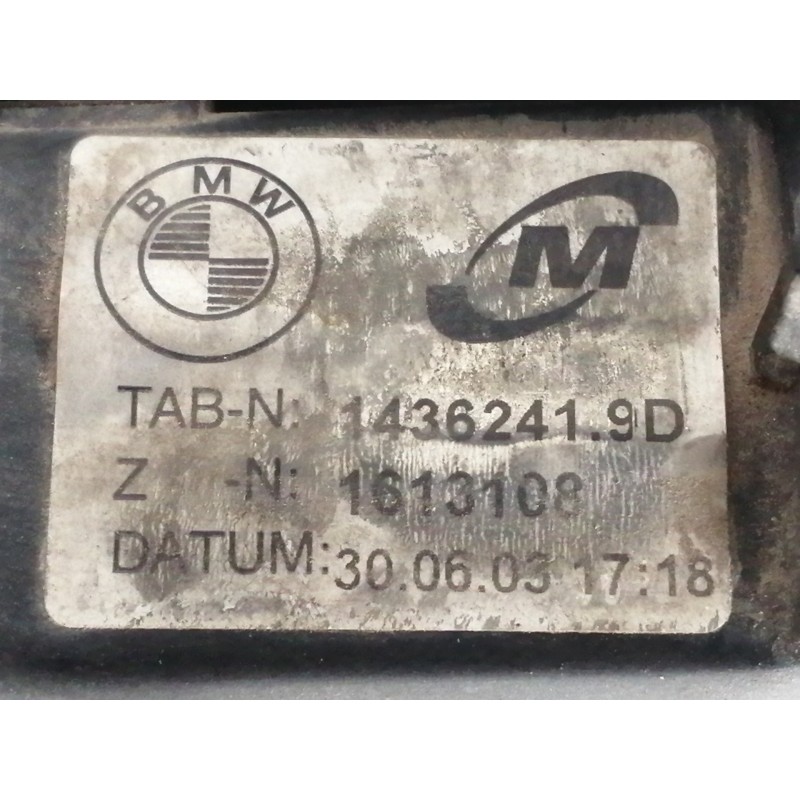 BMW
M
TAB-N: 1436241.9D
Z -N: 1613108
DATUM: 30.06.03 17:18